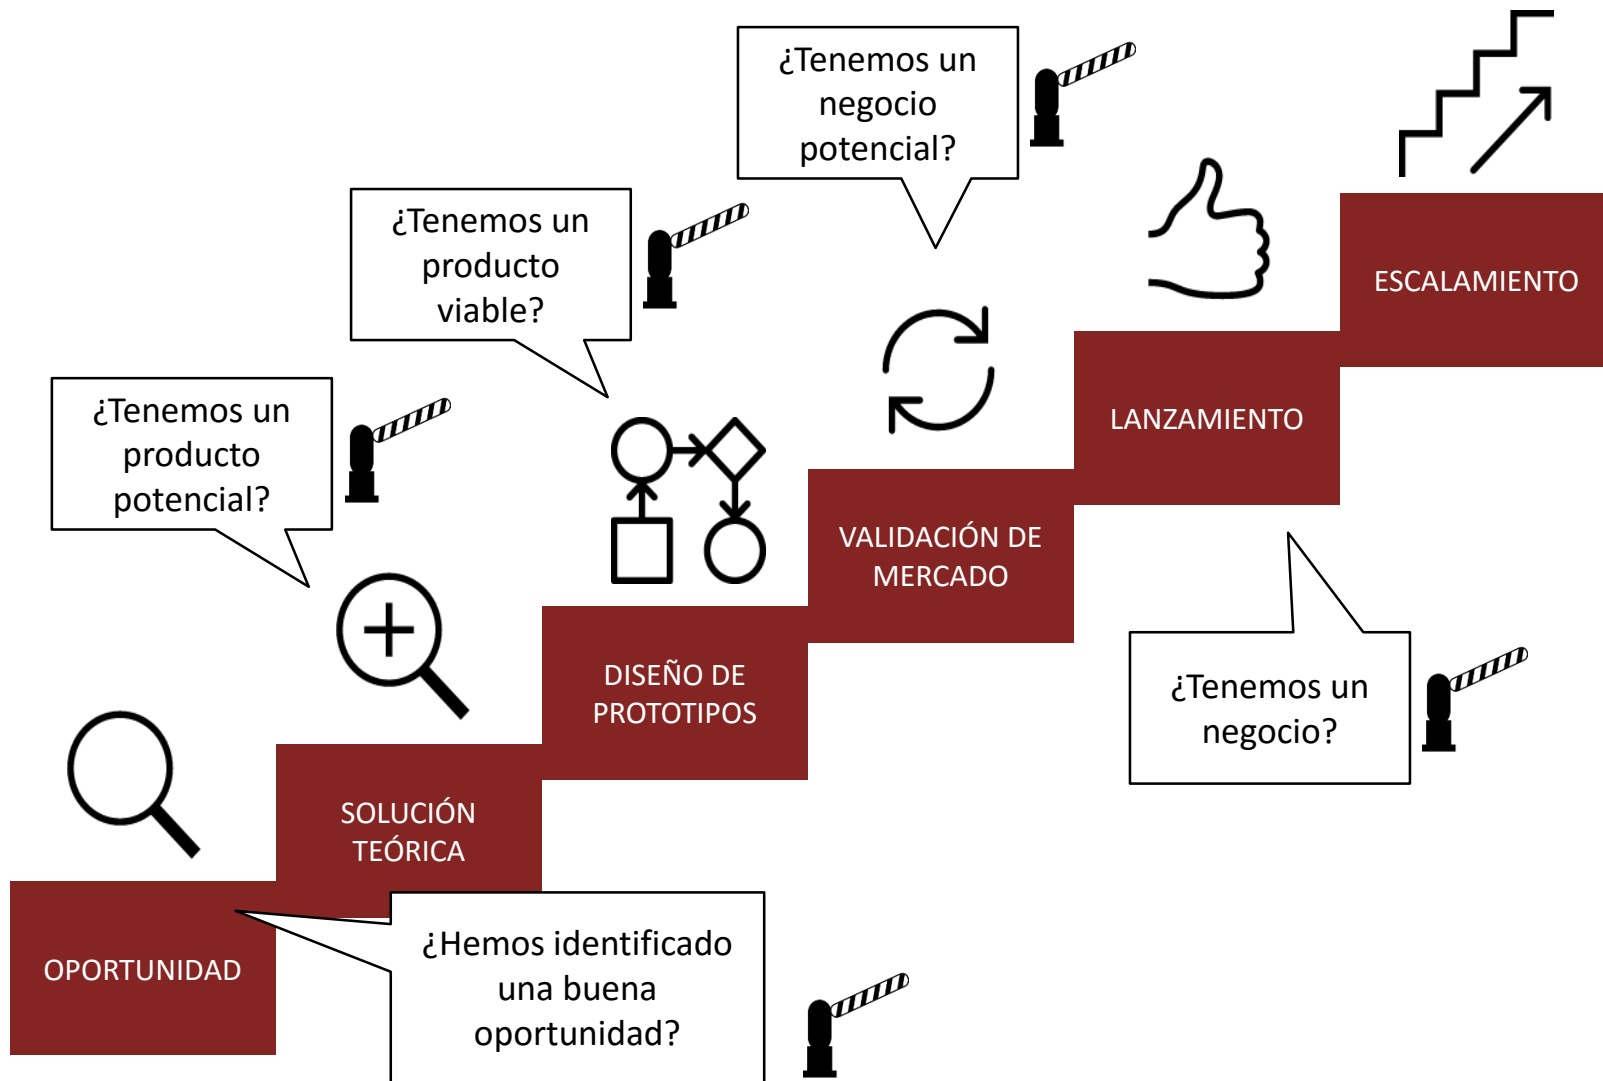 ¿Tenemos un
negocio
potencial?
¿Tenemos un
producto
viable?
ESCALAMIENTO
¿Tenemos un
producto
potencial?
LANZAMIENTO
VALIDACIÓN DE
MERCADO
DISEÑO DE
PROTOTIPOS
¿Tenemos un
negocio?
SOLUCIÓN
TEÓRICA
OPORTUNIDAD
¿Hemos identificado
una buena
oportunidad?